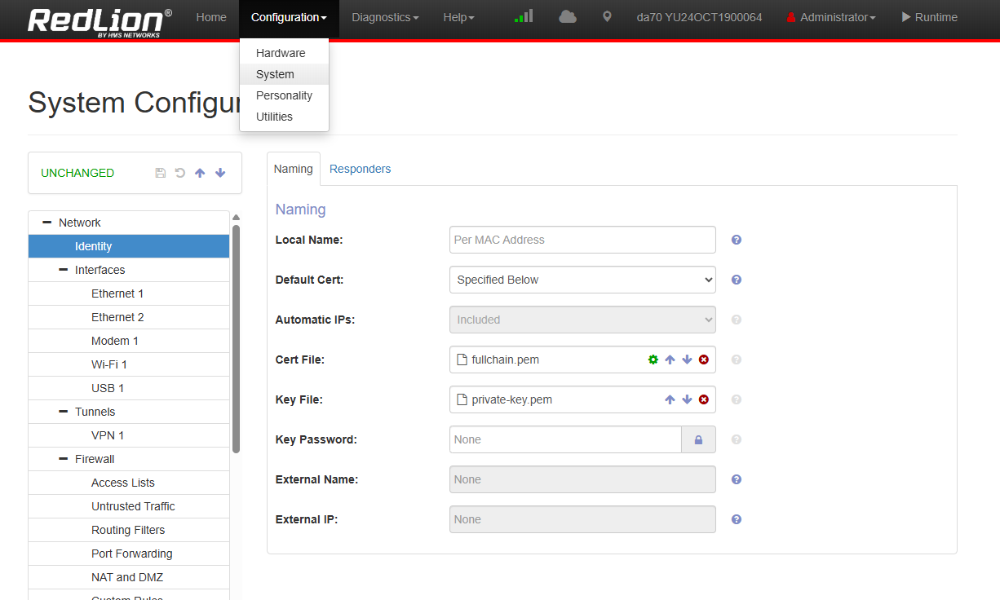 RedLion®
BY HMS NETWORKS
Home
Configuration
Diagnostics
Help
da70 YU24OCT1900064
Administrator
Runtime
Hardware
System
Personality
Utilities
System Configur
UNCHANGED
Network
Identity
Interfaces
Ethernet 1
Ethernet 2
Modem 1
Wi-Fi 1
USB 1
Tunnels
VPN 1
Firewall
Access Lists
Untrusted Traffic
Routing Filters
Port Forwarding
NAT and DMZ
Custom Rules
Naming
Responders
Naming
Local Name:
Per MAC Address
Default Cert:
Specified Below
Automatic IPs:
Included
Cert File:
fullchain.pem
Key File:
private-key.pem
Key Password:
None
External Name:
None
External IP:
None